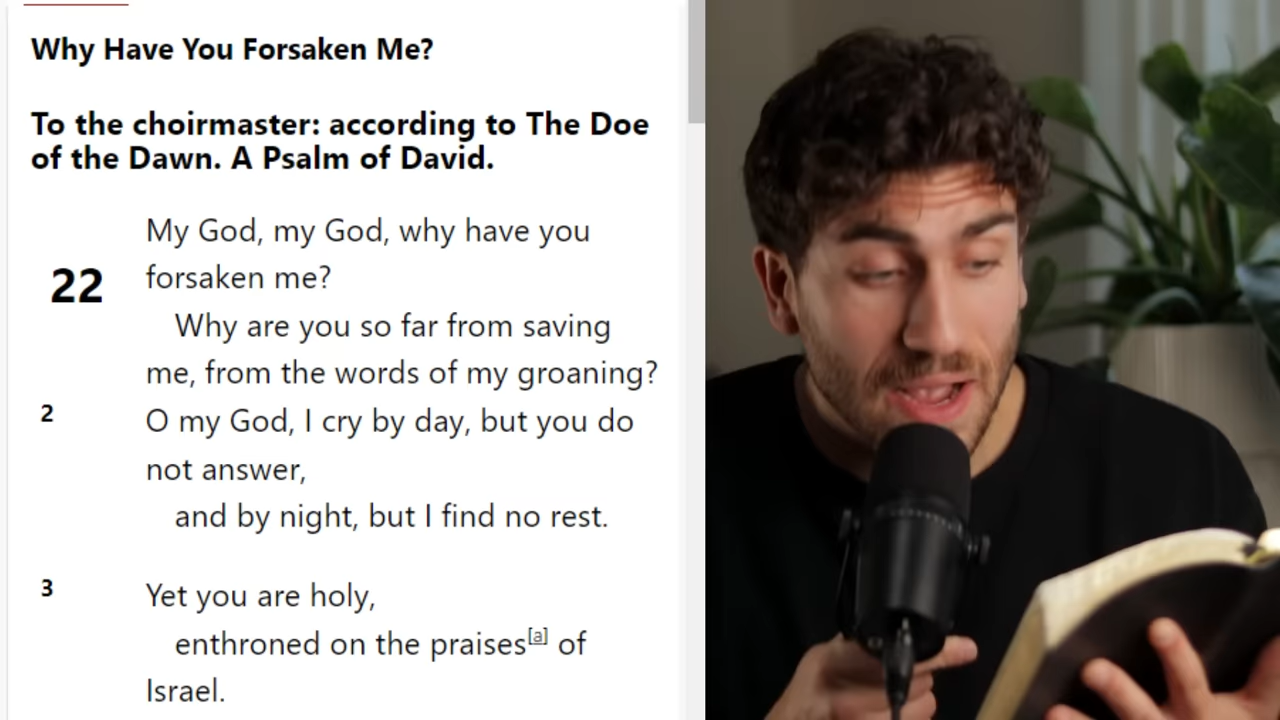 Why Have You Forsaken Me?
To the choirmaster: according to The Doe
of the Dawn. A Psalm of David.
My God, my God, why have you
22 forsaken me?
Why are you so far from saving
me, from the words of my groaning?
2 O my God, I cry by day, but you do
not answer,
and by night, but I find no rest.
3 Yet you are holy,
enthroned on the praises[a] of
Israel.